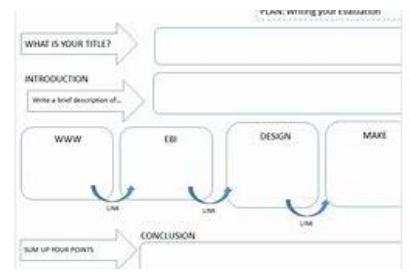 PLAN: Writing your Evaluation
WHAT IS YOUR TITLE?
INTRODUCTION
Write a brief description of...
WWW
EBI
DESIGN
MAKE
LINK
LINK
LINK
CONCLUSION
SUM UP YOUR POINTS